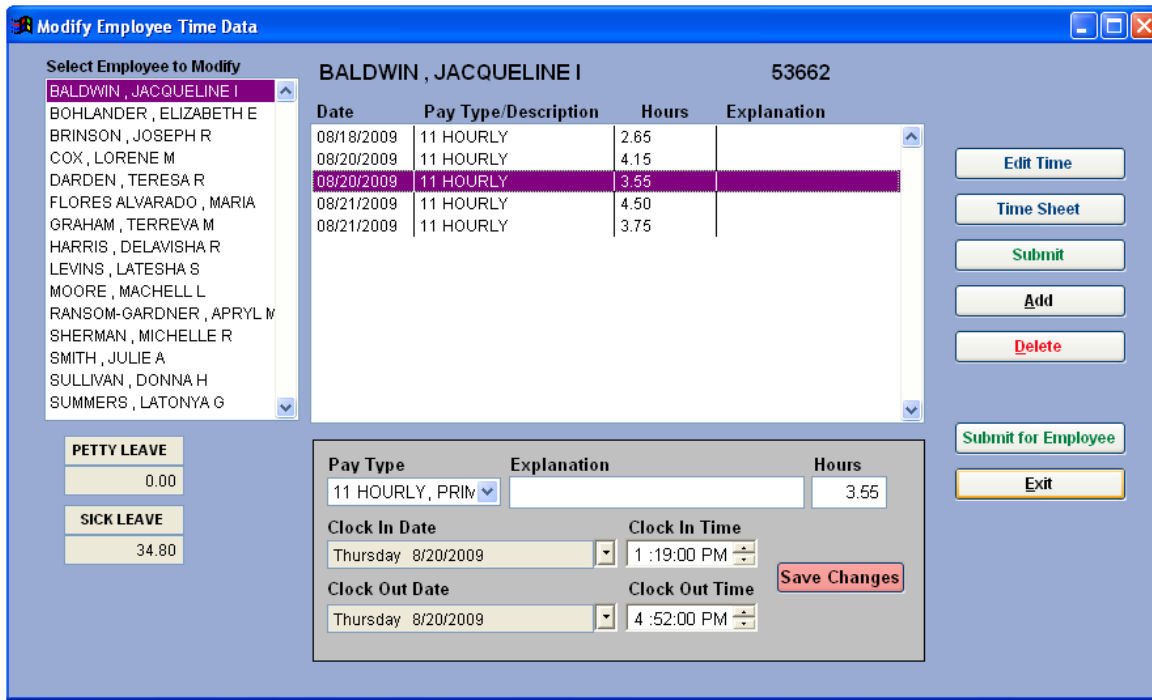 Modify Employee Time Data
Select Employee to Modify
BALDWIN , JACQUELINE I
BOHLANDER , ELIZABETH E
BRINSON , JOSEPH R
COX , LORENE M
DARDEN , TERESA R
FLORES ALVARADO , MARIA
GRAHAM , TERREVA M
HARRIS , DELAVISHA R
LEVINS , LATESHA S
MOORE , MACHELL L
RANSOM-GARDNER , APRYL M
SHERMAN , MICHELLE R
SMITH , JULIE A
SULLIVAN , DONNA H
SUMMERS , LATONYA G
PETTY LEAVE
0.00
SICK LEAVE
34.80
BALDWIN , JACQUELINE I 53662
Date Pay Type/Description Hours Explanation
08/18/2009 11 HOURLY 2.65
08/20/2009 11 HOURLY 4.15
08/20/2009 11 HOURLY 3.55
08/21/2009 11 HOURLY 4.50
08/21/2009 11 HOURLY 3.75
Pay Type Explanation Hours
11 HOURLY, PRIM 3.55
Clock In Date Clock In Time
Thursday 8/20/2009 1 :19:00 PM
Clock Out Date Clock Out Time
Thursday 8/20/2009 4 :52:00 PM
Save Changes
Edit Time
Time Sheet
Submit
Add
Delete
Submit for Employee
Exit